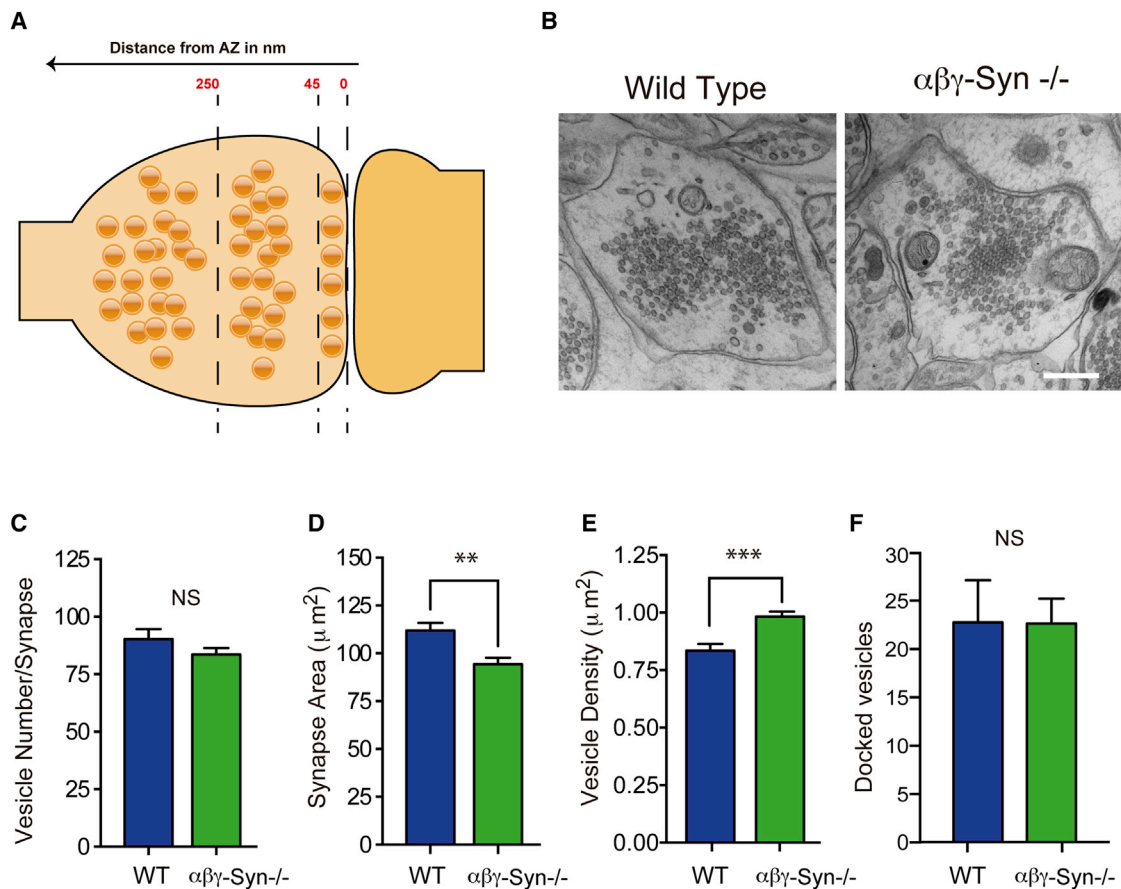 A
Distance from AZ in nm
250 45 0
B
Wild Type
αβγ-Syn -/-
C
Vesicle Number/Synapse
125
100
75
50
25
0
NS
WT
αβγ-Syn-/-
D
Synapse Area (μm²)
150
125
100
75
50
25
0
**
WT
αβγ-Syn-/-
E
Vesicle Density (μm²)
1.25
1.00
0.75
0.50
0.25
0.00
***
WT
αβγ-Syn-/-
F
Docked vesicles
30
25
20
15
10
5
0
NS
WT
αβγ-Syn-/-